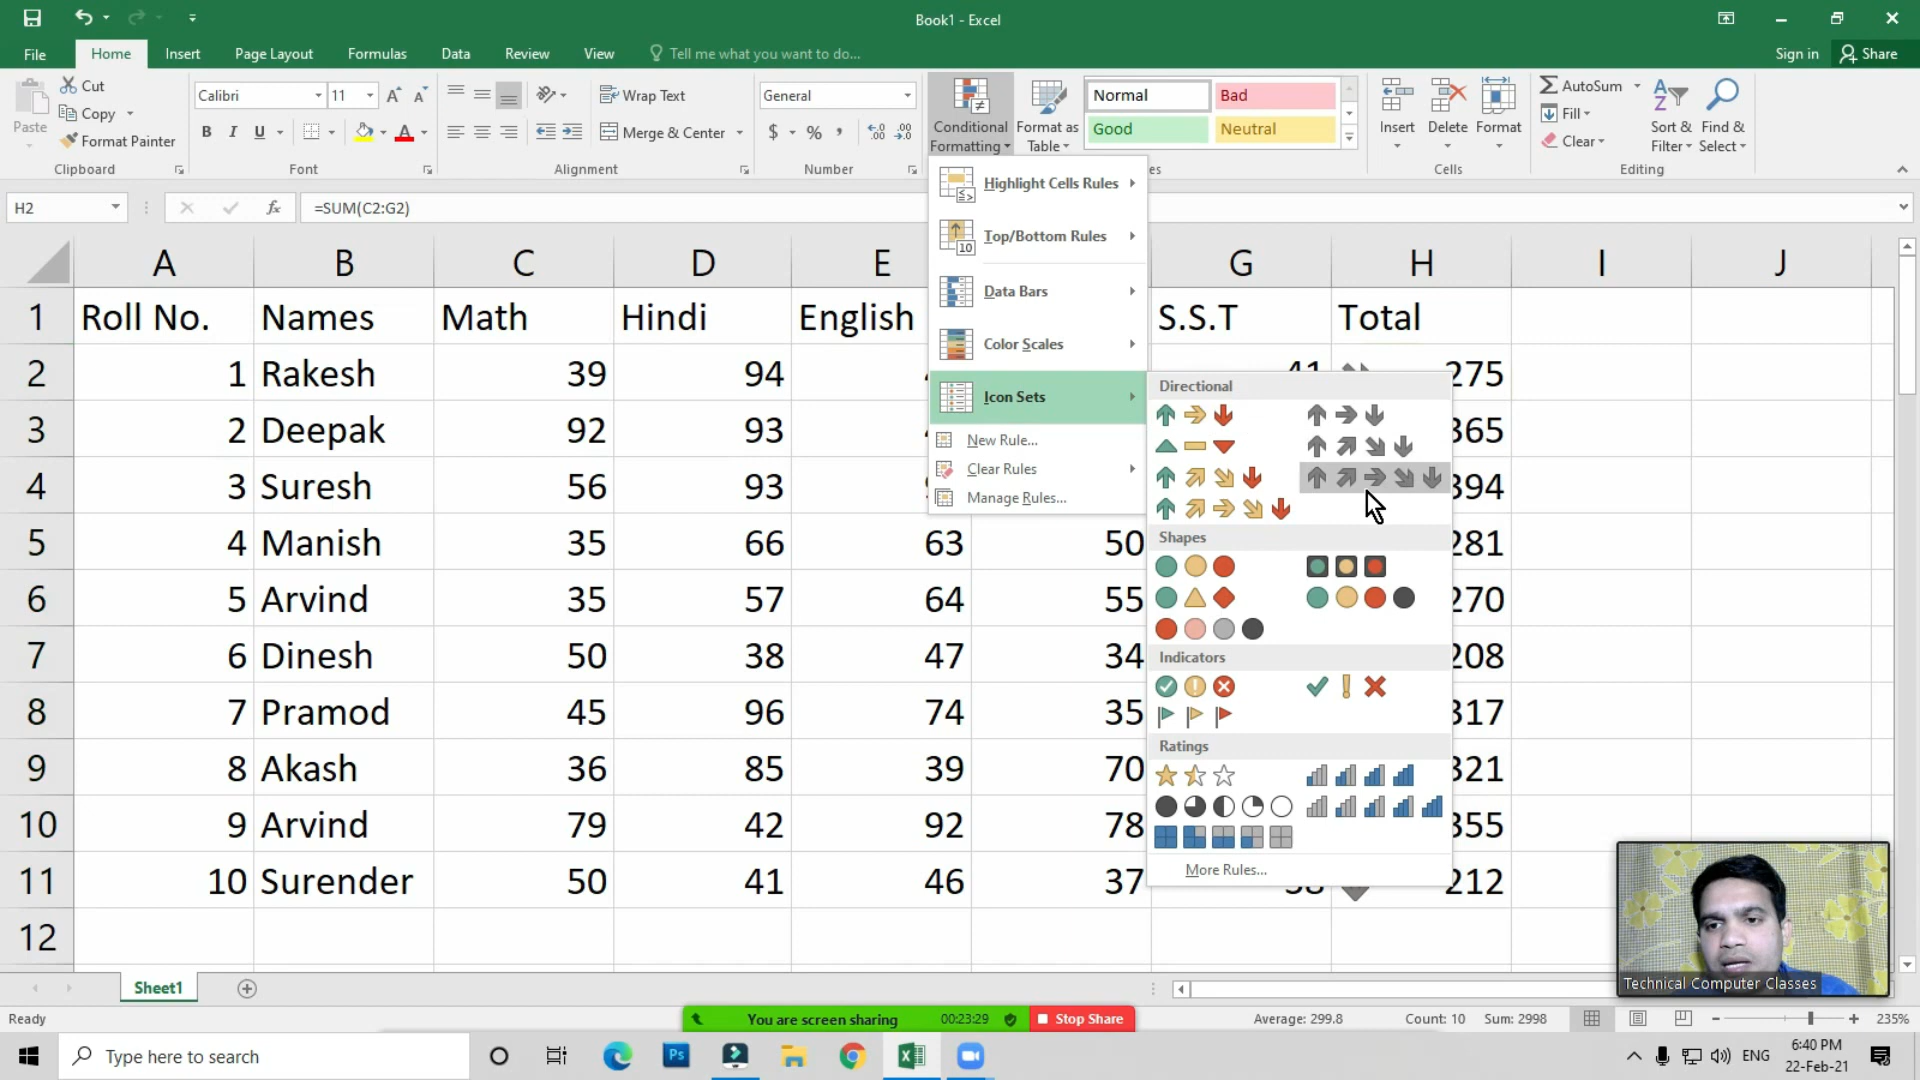 Book1 - Excel
File Home Insert Page Layout Formulas Data Review View Tell me what you want to do... Sign in Share
Paste
Cut
Copy
Format Painter
Clipboard
Calibri 11
B I U
Font
Wrap Text
Merge & Center
Alignment
General
$ % ,
Number
Conditional Formatting
Format as Table
Normal Bad
Good Neutral
es
Insert Delete Format
Cells
AutoSum
Fill
Clear
Sort & Filter
Find & Select
Editing
H2 fx =SUM(C2:G2)
A B C D E G H I J
1 Roll No. Names Math Hindi English S.S.T Total
2 1 Rakesh 39 94 275
3 2 Deepak 92 93 365
4 3 Suresh 56 93 394
5 4 Manish 35 66 63 50 281
6 5 Arvind 35 57 64 55 270
7 6 Dinesh 50 38 47 34 208
8 7 Pramod 45 96 74 35 317
9 8 Akash 36 85 39 70 321
10 9 Arvind 79 42 92 78 355
11 10 Surender 50 41 46 37 212
12
Highlight Cells Rules
Top/Bottom Rules
Data Bars
Color Scales
Icon Sets
New Rule...
Clear Rules
Manage Rules...
Directional
Shapes
Indicators
Ratings
More Rules...
Technical Computer Classes
Sheet1
Ready
You are screen sharing 00:23:29 Stop Share
Average: 299.8 Count: 10 Sum: 2998 235%
Type here to search
Ps
ENG
6:40 PM
22-Feb-21